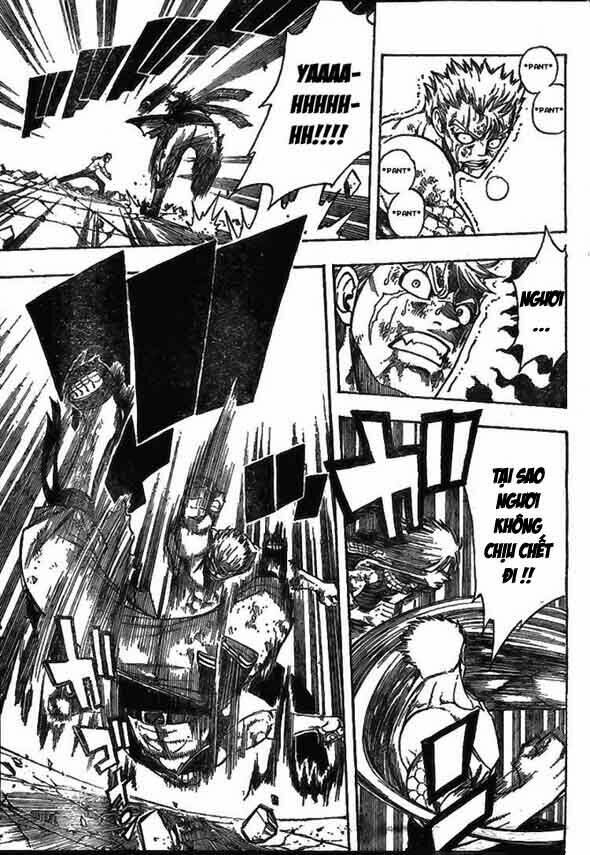 *PANT*
*PANT*
*PANT*
*PANT*
YAAAA-
HHHHH-
HH!!!!
NGƯƠI
...
TẠI SAO
NGƯƠI
KHÔNG
CHỊU CHẾT
ĐI !!